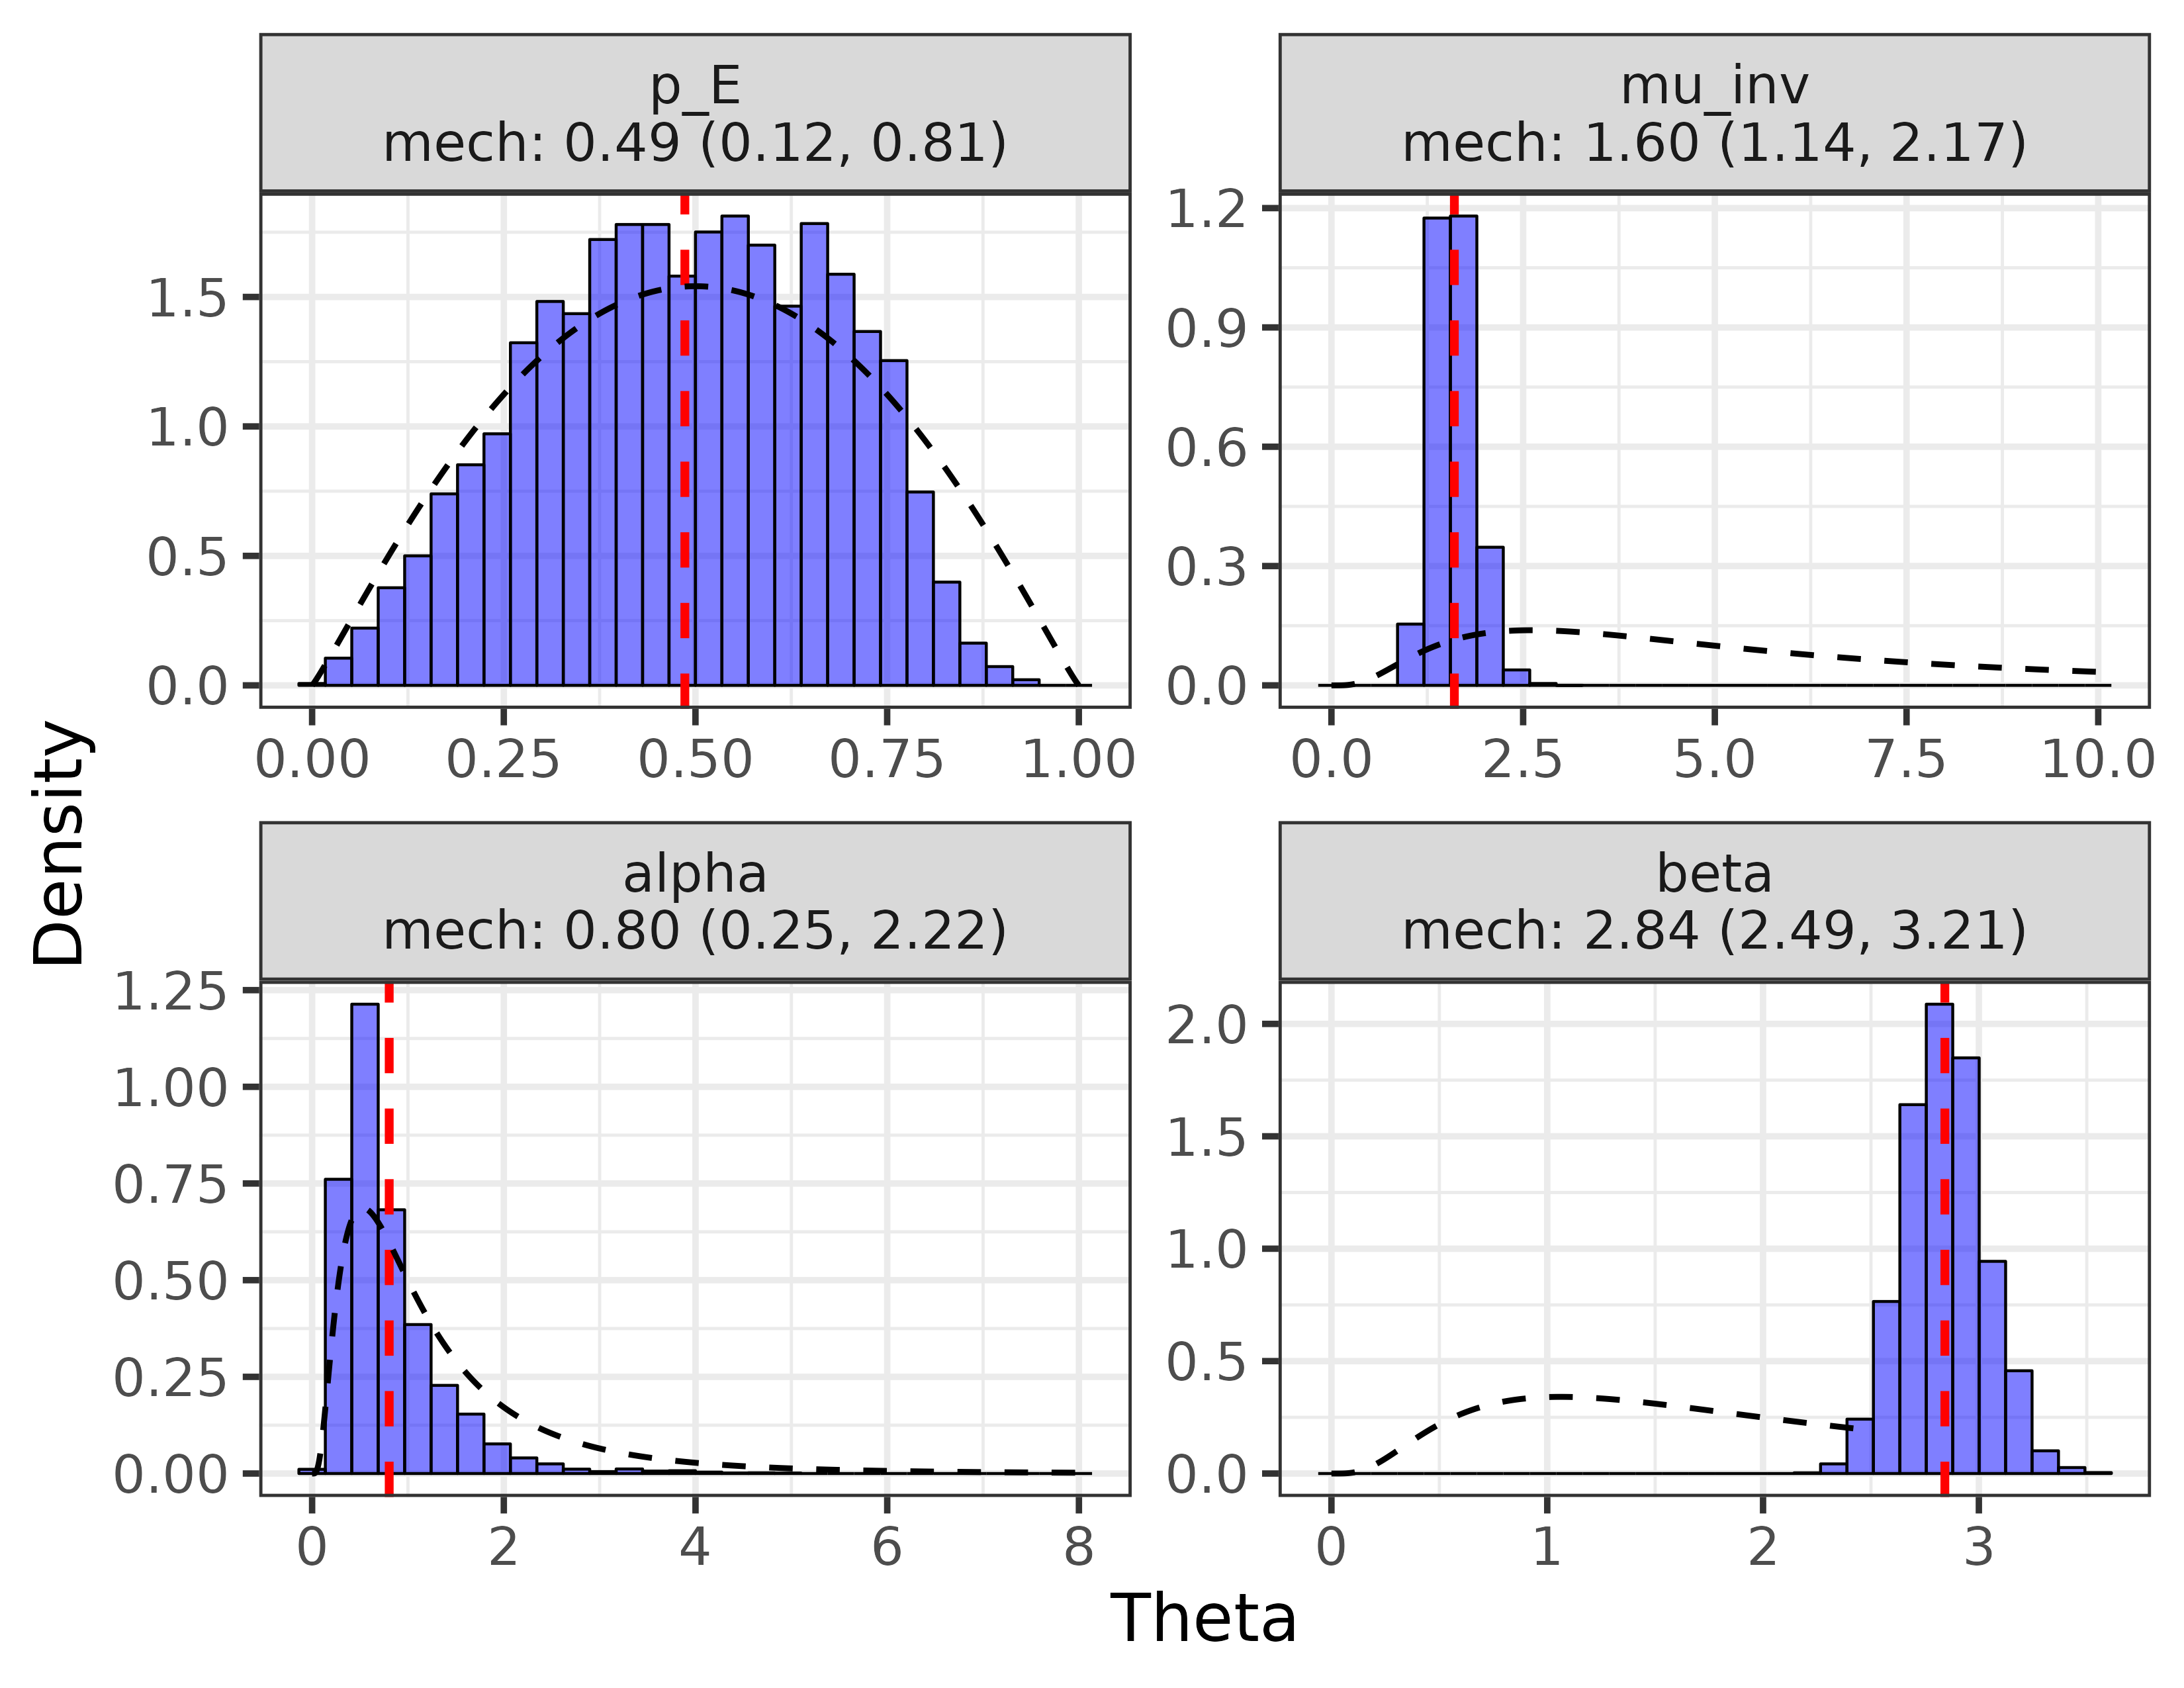 p_E
mech: 0.49 (0.12, 0.81)
mu_inv
mech: 1.60 (1.14, 2.17)
1.5
1.0
0.5
0.0
1.2
0.9
0.6
0.3
0.0
0.00 0.25 0.50 0.75 1.00
0.0 2.5 5.0 7.5 10.0
Density
alpha
mech: 0.80 (0.25, 2.22)
beta
mech: 2.84 (2.49, 3.21)
1.25
1.00
0.75
0.50
0.25
0.00
2.0
1.5
1.0
0.5
0.0
0 2 4 6 8
0 1 2 3
Theta